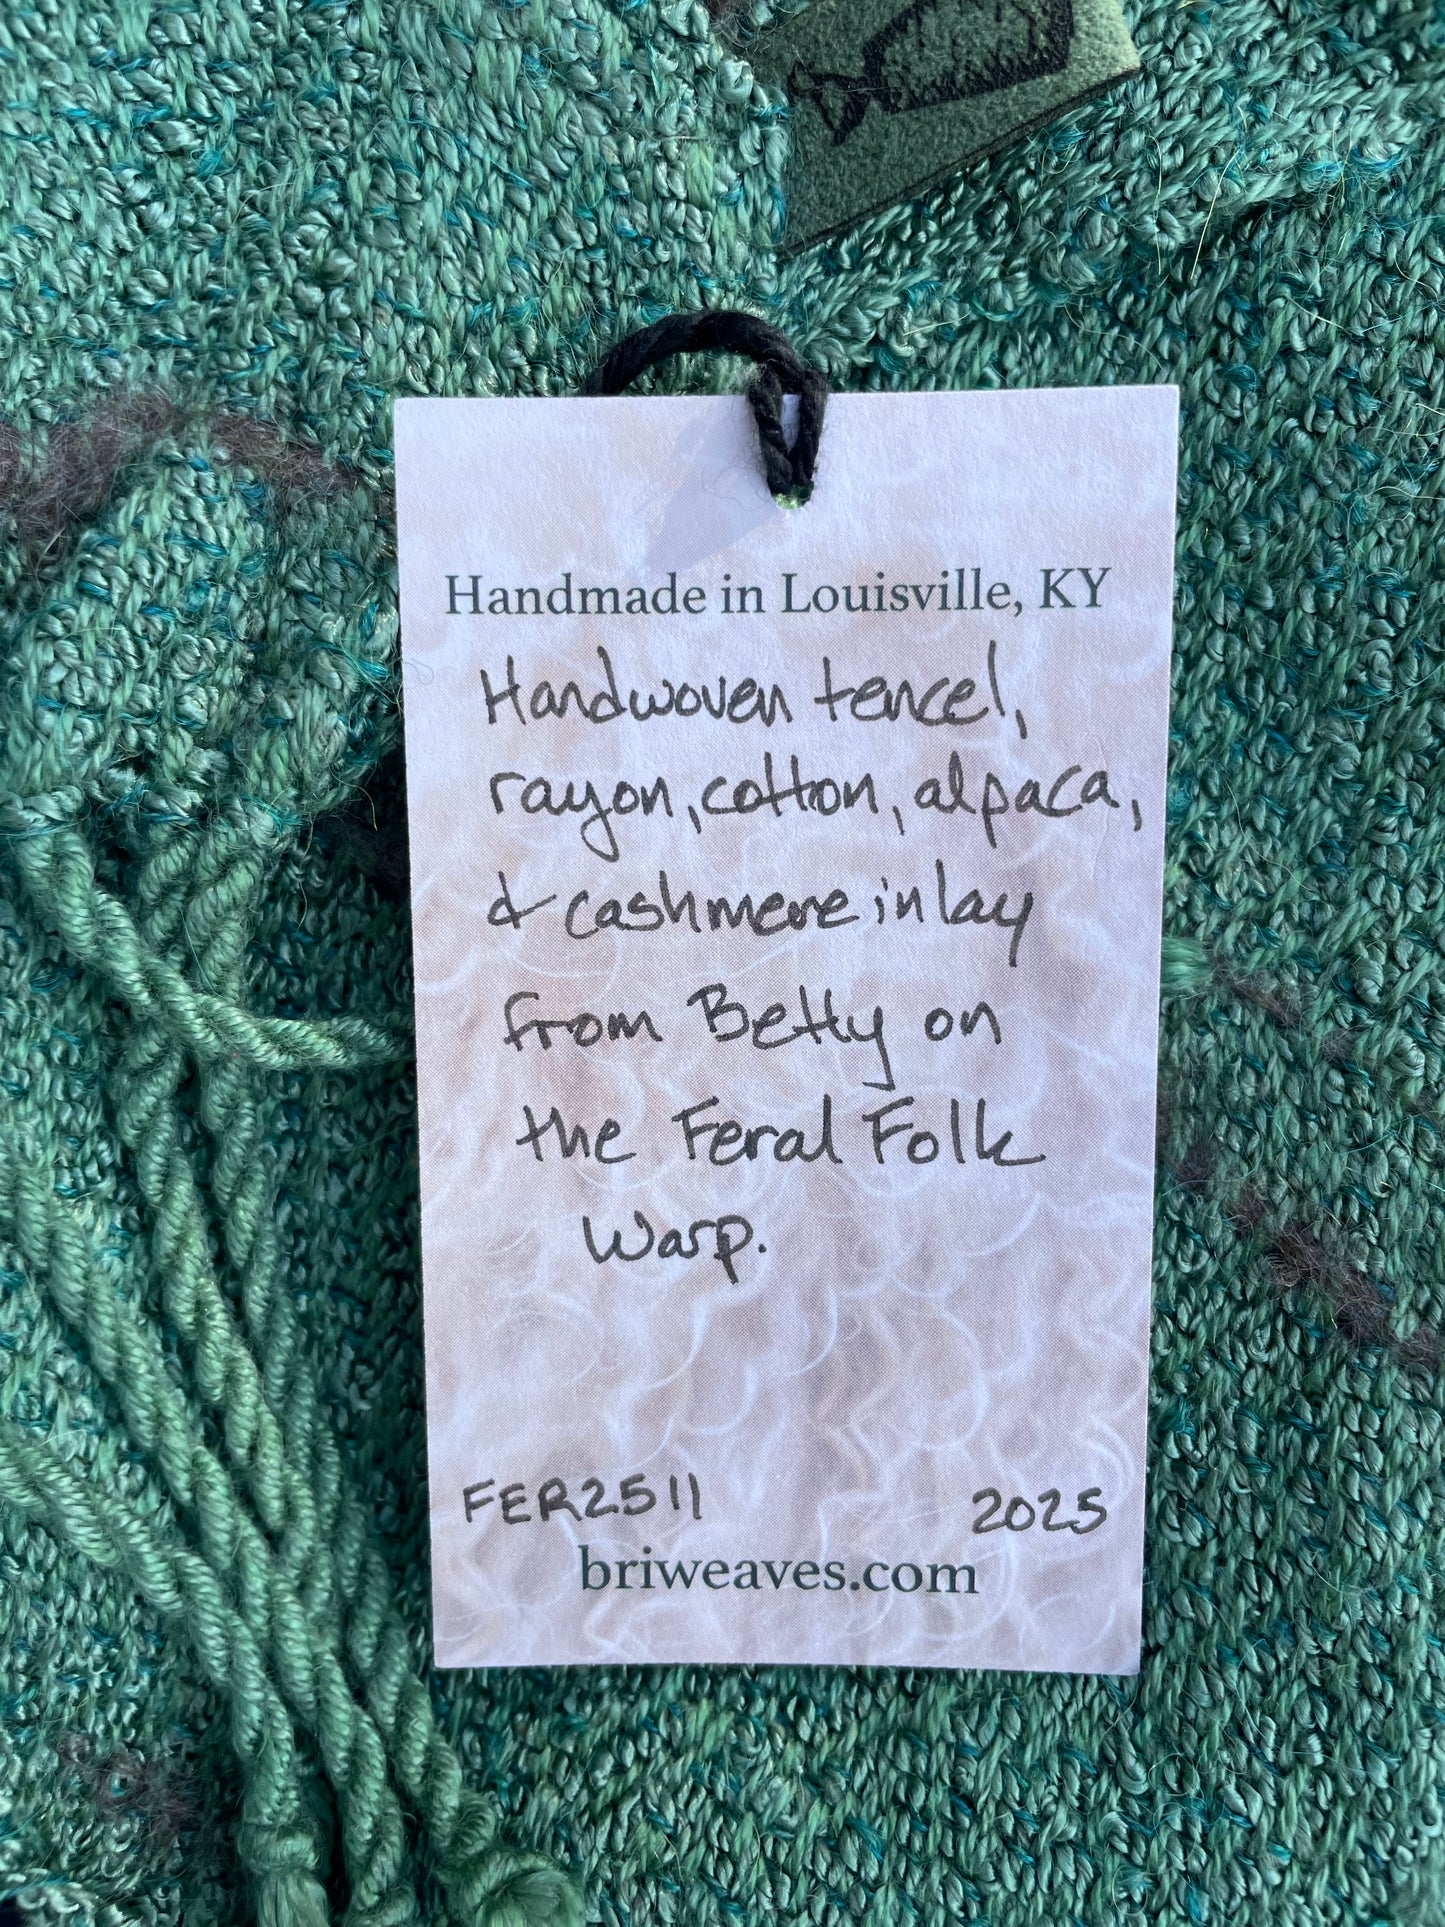 Handmade in Louisville, KY
Handwoven tencel,
rayon, cotton, alpaca,
& cashmere inlay
from Betty on
the Feral Folk
Warp.
FER2511 2025
briweaves.com